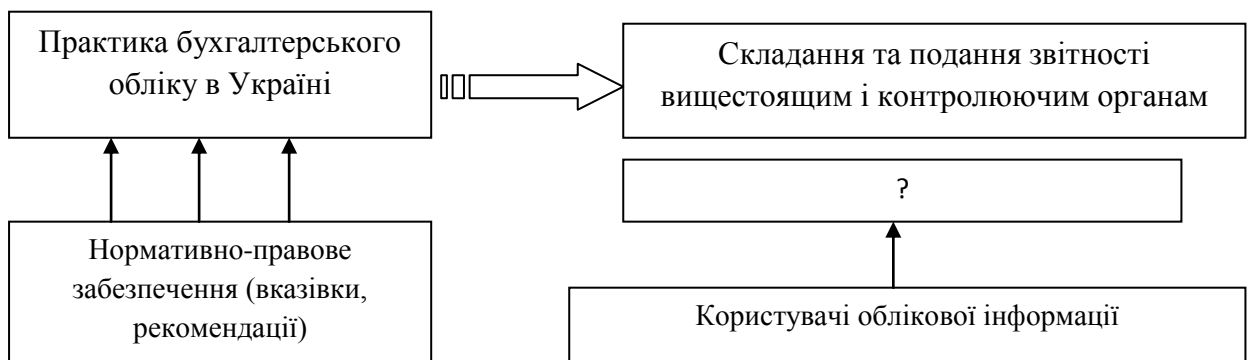 Практика бухгалтерського
обліку в Україні
Складання та подання звітності
вищестоящим і контролюючим органам
?
Нормативно-правове
забезпечення (вказівки,
рекомендації)
Користувачі облікової інформації